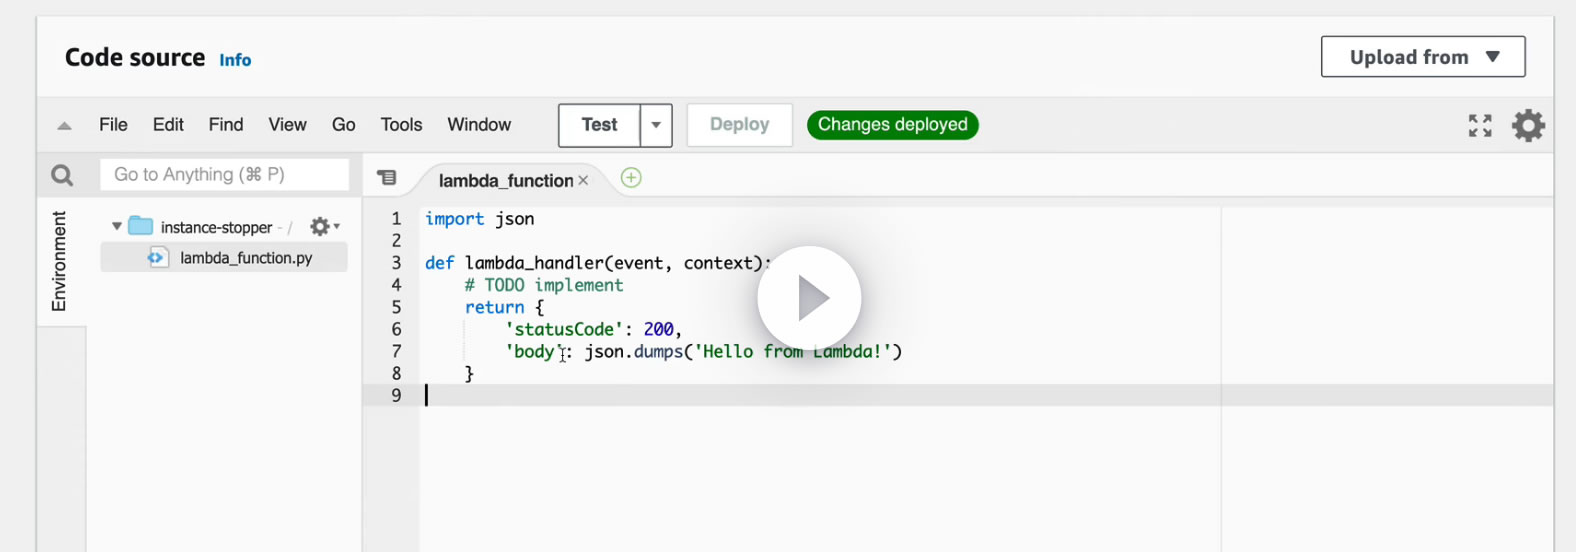 Code source Info
Upload from
File Edit Find View Go Tools Window Test Deploy Changes deployed
Go to Anything (⌘ P)
lambda_function
Environment
instance-stopper - /
lambda_function.py
1 import json
2
3 def lambda_handler(event, context):
4     # TODO implement
5     return {
6         'statusCode': 200,
7         'body': json.dumps('Hello from Lambda!')
8     }
9